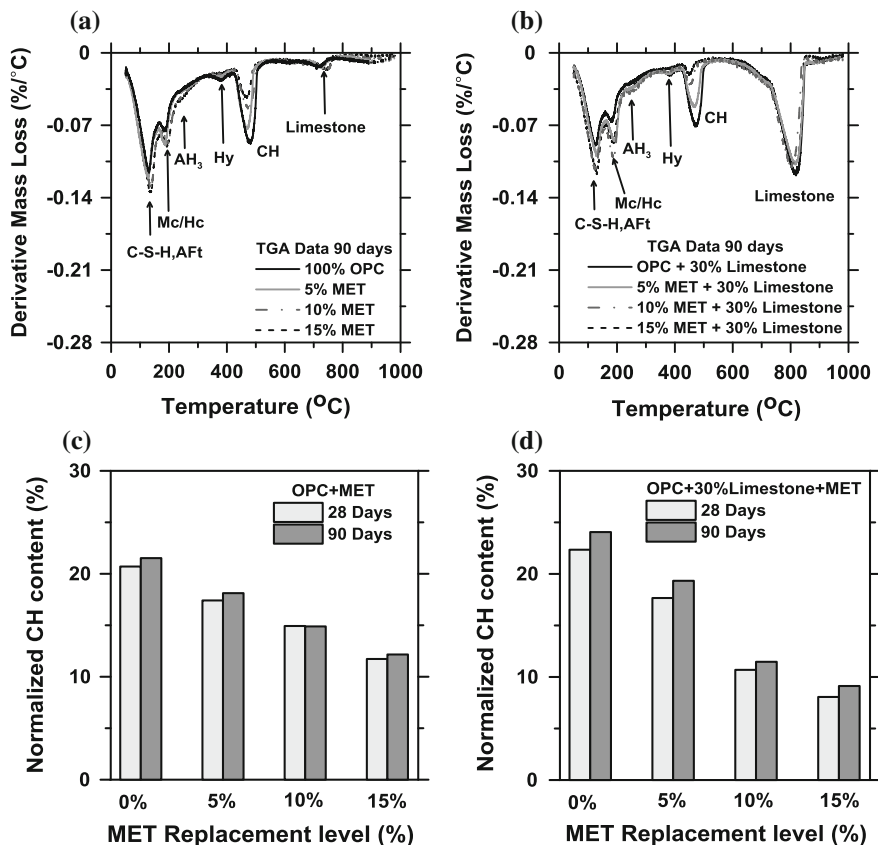 (a)
Derivative Mass Loss (%/°C)
0
-0.07
-0.14
-0.21
-0.28
AH3
Hy
CH
Limestone
Mc/Hc
C-S-H,AFt
TGA Data 90 days
100% OPC
5% MET
10% MET
15% MET
0 200 400 600 800 1000
Temperature (°C)
(b)
Derivative Mass Loss (%/°C)
0
-0.07
-0.14
-0.21
-0.28
AH3
Hy
CH
Mc/Hc
Limestone
C-S-H,AFt
TGA Data 90 days
OPC + 30% Limestone
5% MET + 30% Limestone
10% MET + 30% Limestone
15% MET + 30% Limestone
0 200 400 600 800 1000
Temperature (°C)
(c)
Normalized CH content (%)
30
20
10
0
OPC+MET
28 Days
90 Days
0% 5% 10% 15%
MET Replacement level (%)
(d)
Normalized CH content (%)
30
20
10
0
OPC+30%Limestone+MET
28 Days
90 Days
0% 5% 10% 15%
MET Replacement level (%)